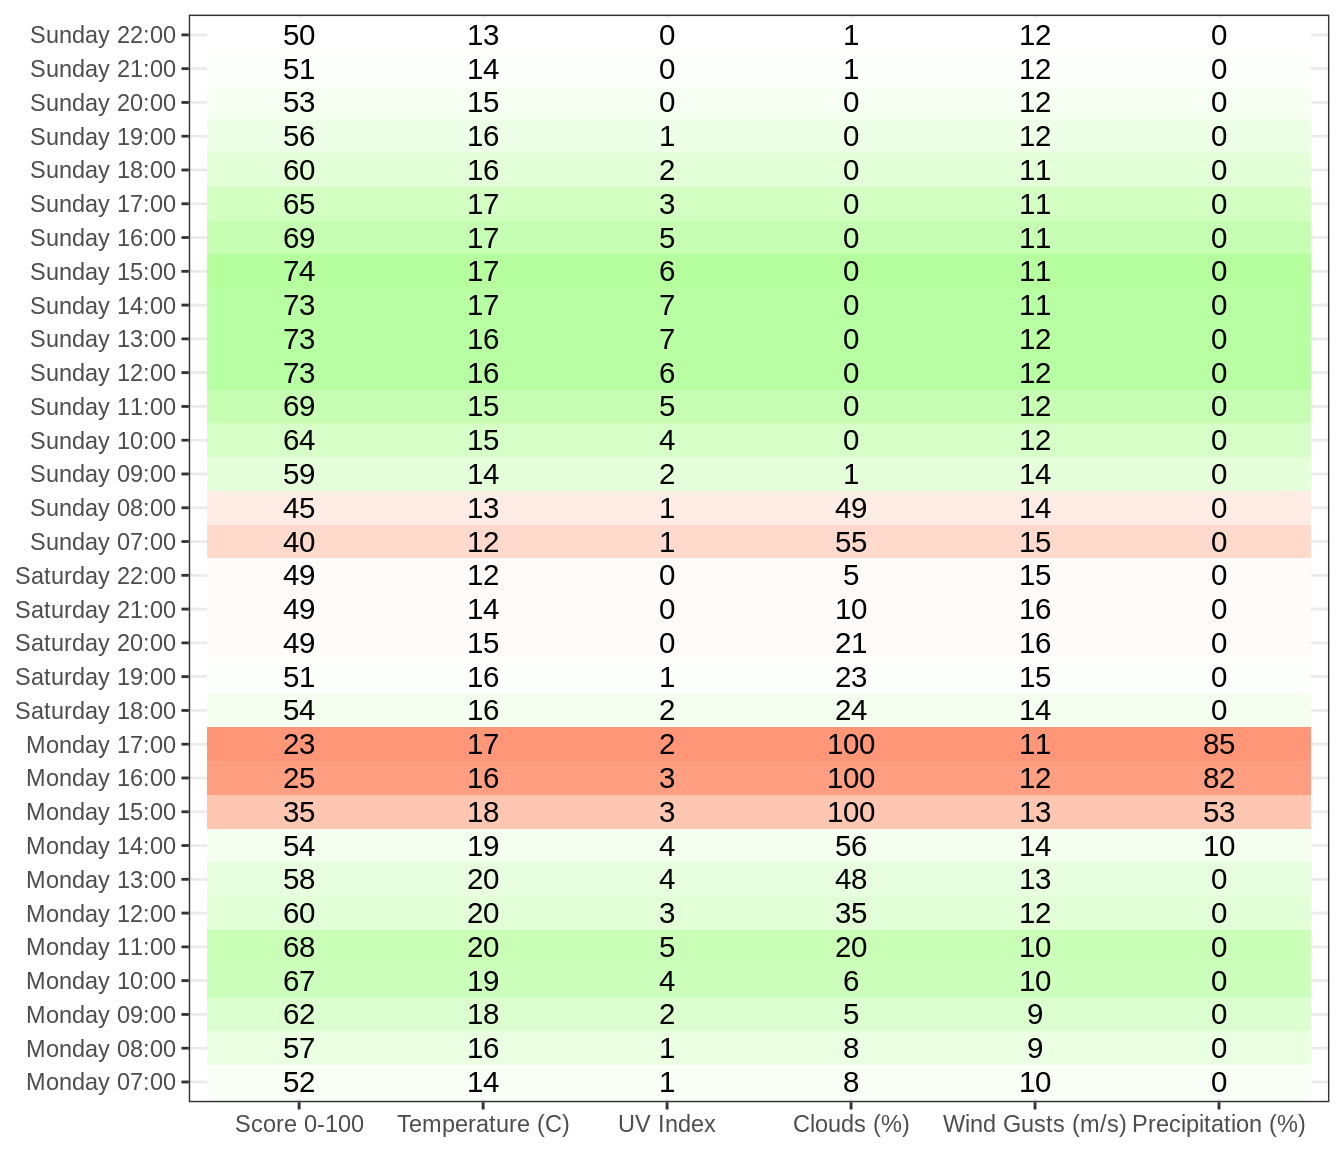 Sunday 22:00 50 13 0 1 12 0
Sunday 21:00 51 14 0 1 12 0
Sunday 20:00 53 15 0 0 12 0
Sunday 19:00 56 16 1 0 12 0
Sunday 18:00 60 16 2 0 11 0
Sunday 17:00 65 17 3 0 11 0
Sunday 16:00 69 17 5 0 11 0
Sunday 15:00 74 17 6 0 11 0
Sunday 14:00 73 17 7 0 11 0
Sunday 13:00 73 16 7 0 12 0
Sunday 12:00 73 16 6 0 12 0
Sunday 11:00 69 15 5 0 12 0
Sunday 10:00 64 15 4 0 12 0
Sunday 09:00 59 14 2 1 14 0
Sunday 08:00 45 13 1 49 14 0
Sunday 07:00 40 12 1 55 15 0
Saturday 22:00 49 12 0 5 15 0
Saturday 21:00 49 14 0 10 16 0
Saturday 20:00 49 15 0 21 16 0
Saturday 19:00 51 16 1 23 15 0
Saturday 18:00 54 16 2 24 14 0
Monday 17:00 23 17 2 100 11 85
Monday 16:00 25 16 3 100 12 82
Monday 15:00 35 18 3 100 13 53
Monday 14:00 54 19 4 56 14 10
Monday 13:00 58 20 4 48 13 0
Monday 12:00 60 20 3 35 12 0
Monday 11:00 68 20 5 20 10 0
Monday 10:00 67 19 4 6 10 0
Monday 09:00 62 18 2 5 9 0
Monday 08:00 57 16 1 8 9 0
Monday 07:00 52 14 1 8 10 0
Score 0-100 Temperature (C) UV Index Clouds (%) Wind Gusts (m/s) Precipitation (%)